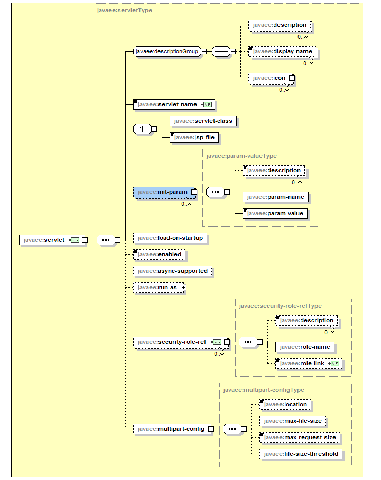 javaee:servletType
javaee:description
0..∞
javaee:descriptionGroup
javaee:display-name
0..∞
javaee:icon
0..∞
javaee:servlet-name
javaee:servlet-class
javaee:jsp-file
javaee:param-valueType
javaee:description
0..∞
javaee:init-param
0..∞
javaee:param-name
javaee:param-value
javaee:servlet
javaee:load-on-startup
javaee:enabled
javaee:async-supported
javaee:run-as
javaee:security-role-refType
javaee:description
0..∞
javaee:security-role-ref
0..∞
javaee:role-name
javaee:role-link
javaee:multipart-configType
javaee:location
javaee:max-file-size
javaee:multipart-config
javaee:max-request-size
javaee:file-size-threshold